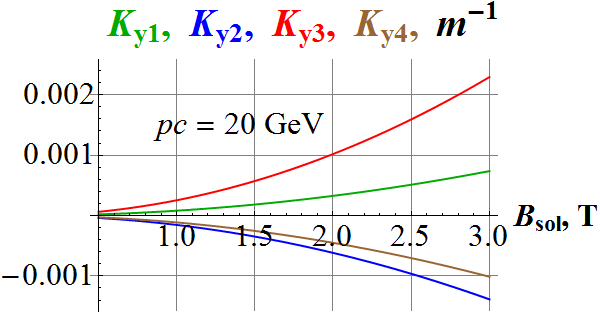 Ky1, Ky2, Ky3, Ky4, m⁻¹
0.002
pc = 20 GeV
0.001
Bsol, T
1.0 1.5 2.0 2.5 3.0
−0.001